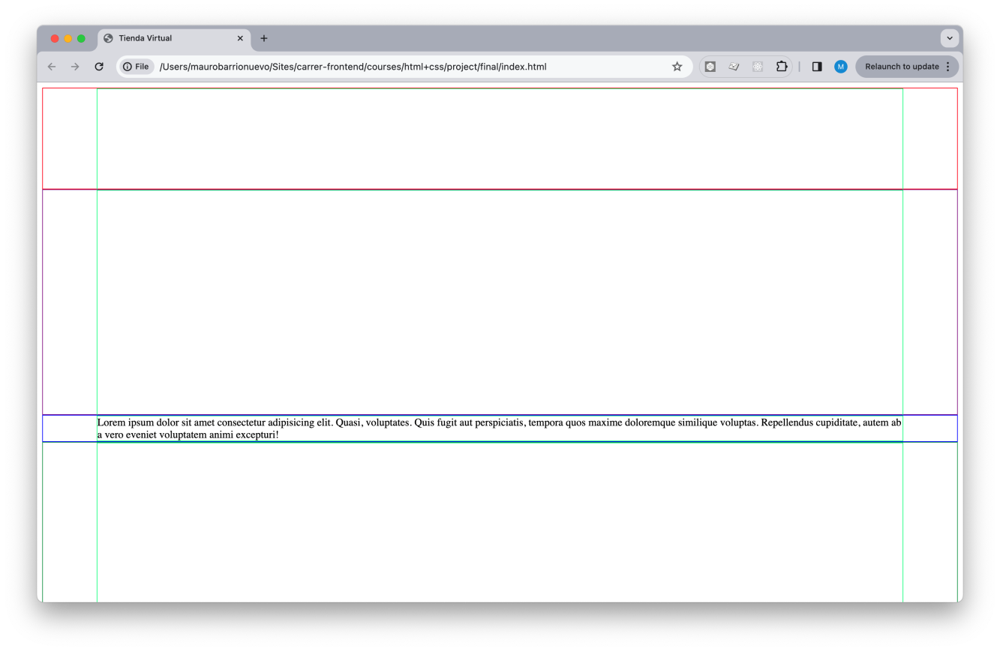 Tienda Virtual
File
/Users/maurobarrionuevo/Sites/carrer-frontend/courses/html+css/project/final/index.html
M
Relaunch to update
Lorem ipsum dolor sit amet consectetur adipisicing elit. Quasi, voluptates. Quis fugit aut perspiciatis, tempora quos maxime doloremque similique voluptas. Repellendus cupiditate, autem ab
a vero eveniet voluptatem animi excepturi!